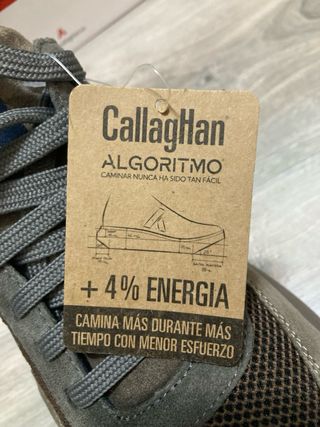 CallagHan®
ALGORITMO®
CAMINAR NUNCA HA SIDO TAN FÁCIL
+ 4% ENERGIA
CAMINA MÁS DURANTE MÁS
TIEMPO CON MENOR ESFUERZO